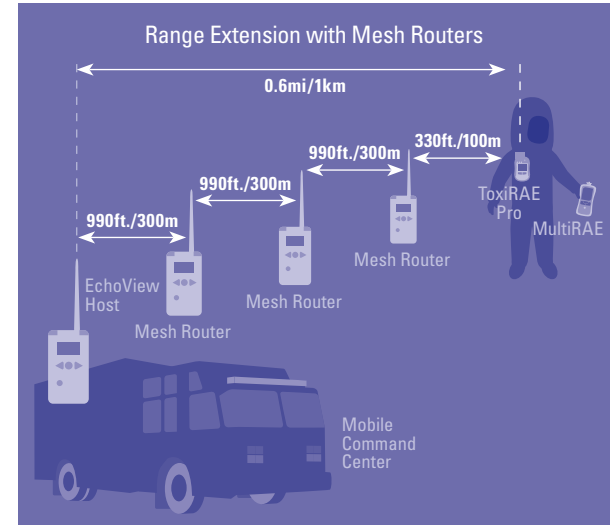 Range Extension with Mesh Routers
0.6mi/1km
330ft./100m
990ft./300m
990ft./300m
990ft./300m
ToxiRAE
Pro
MultiRAE
Mesh Router
Mesh Router
Mesh Router
EchoView
Host
Mobile
Command
Center